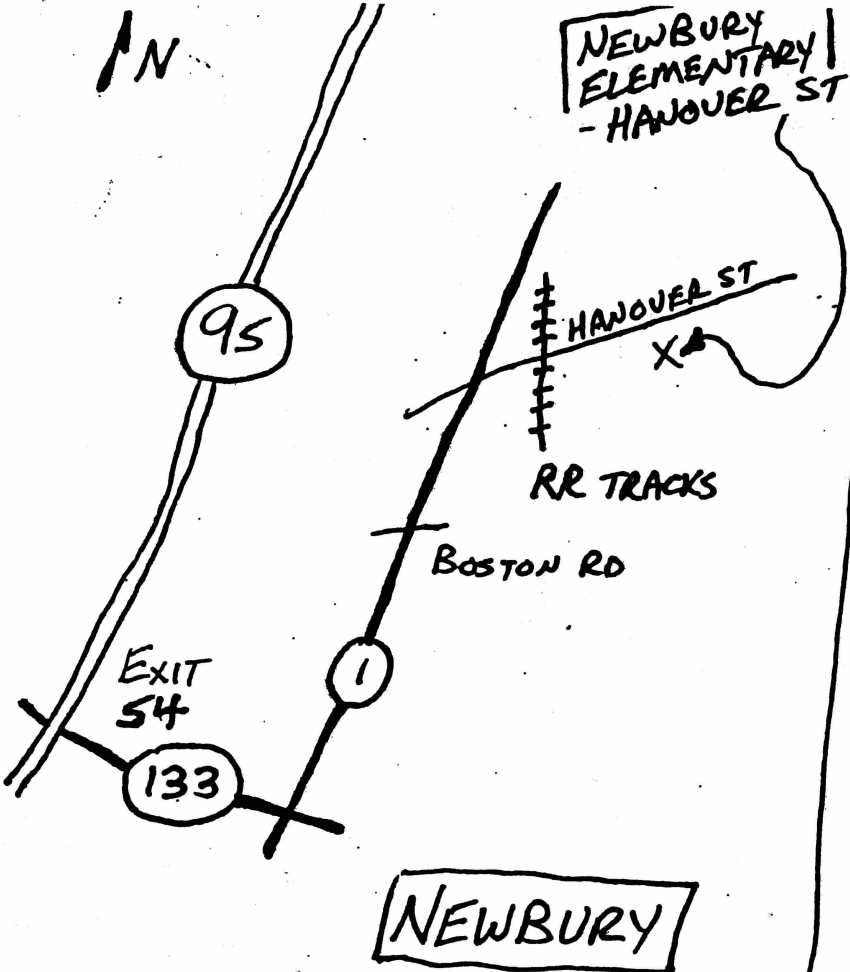 N
NEWBURY
ELEMENTARY
- HANOVER ST
95
HANOVER ST
X
RR TRACKS
BOSTON RD
1
EXIT
54
133
NEWBURY